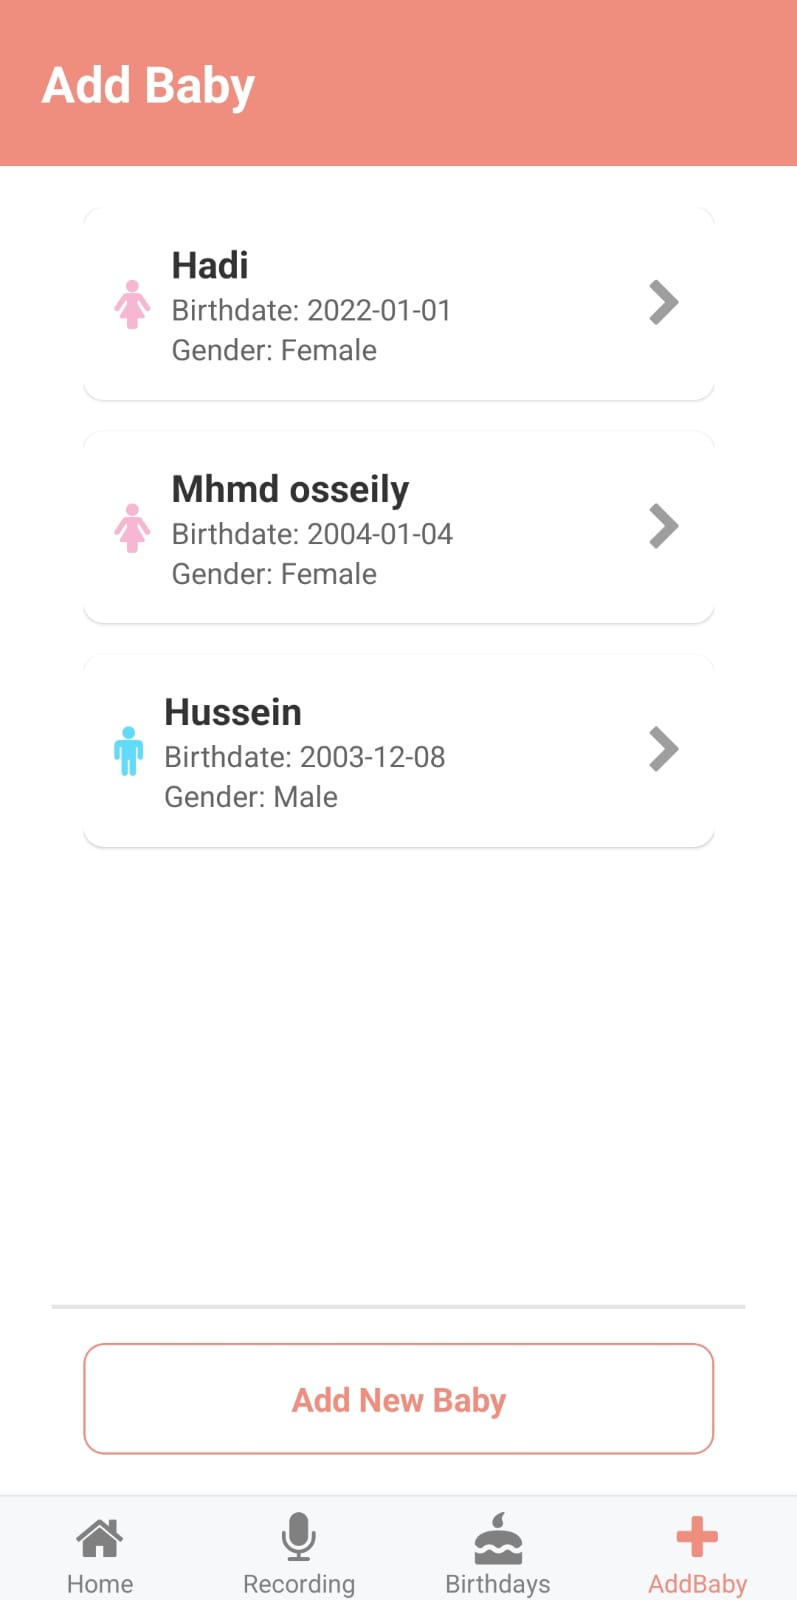 Add Baby
Hadi
Birthdate: 2022-01-01
Gender: Female
Mhmd osseily
Birthdate: 2004-01-04
Gender: Female
Hussein
Birthdate: 2003-12-08
Gender: Male
Add New Baby
Home
Recording
Birthdays
AddBaby